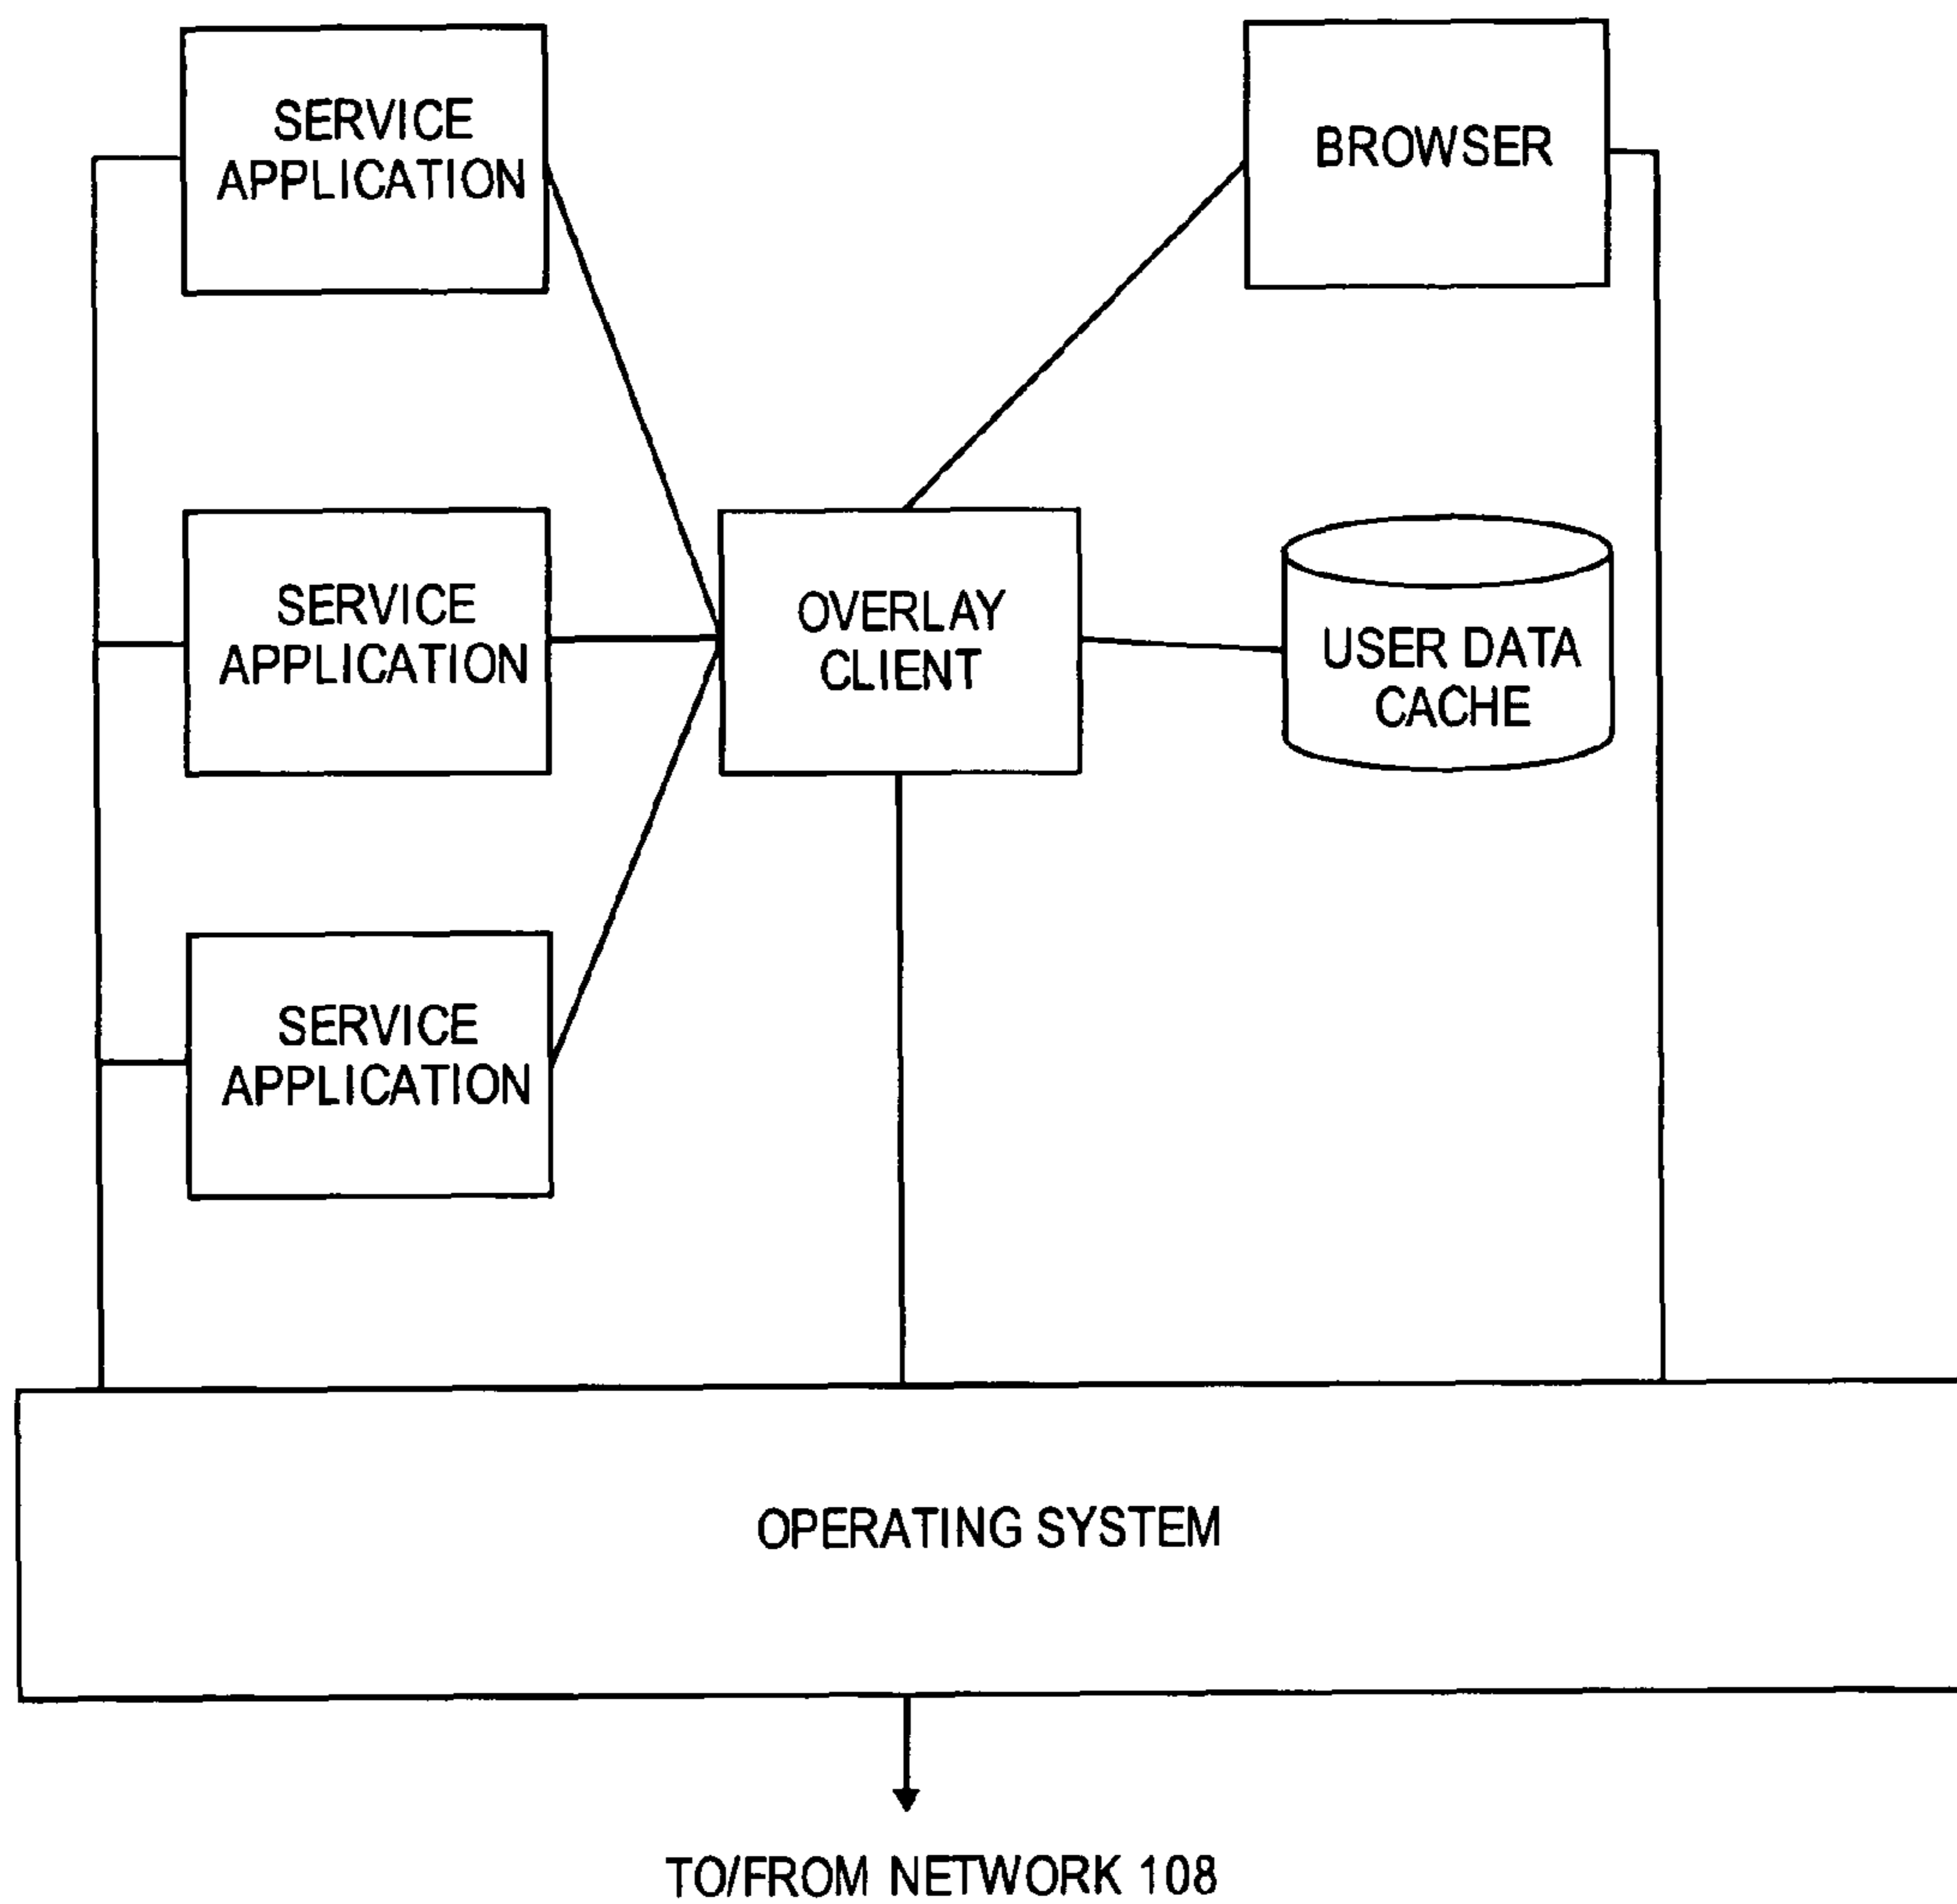 SERVICE
APPLICATION
BROWSER
SERVICE
APPLICATION
OVERLAY
CLIENT
USER DATA
CACHE
SERVICE
APPLICATION
OPERATING SYSTEM
TO/FROM NETWORK 108